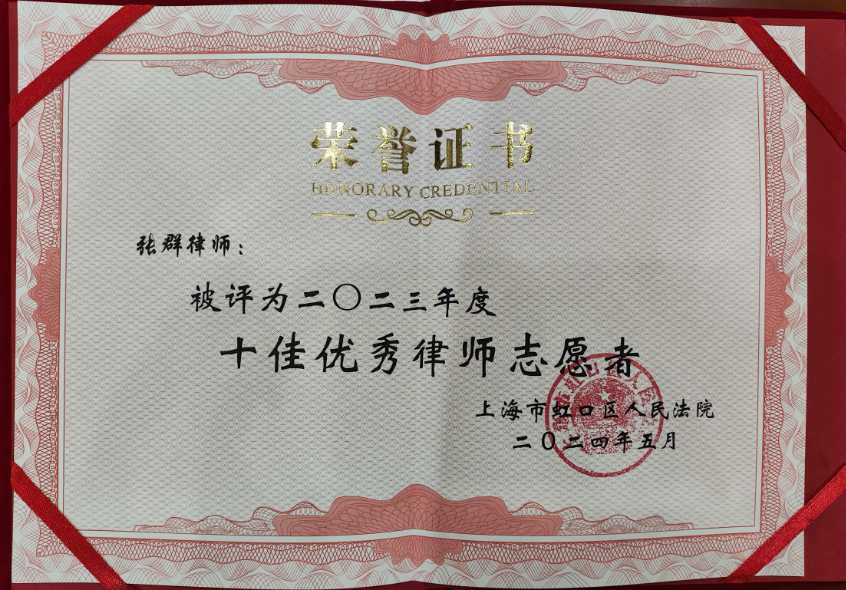 荣誉证书
HONORARY CREDENTIAL
张群律师：
被评为二〇二三年度
十佳优秀律师志愿者
上海市虹口区人民法院
二〇二四年五月